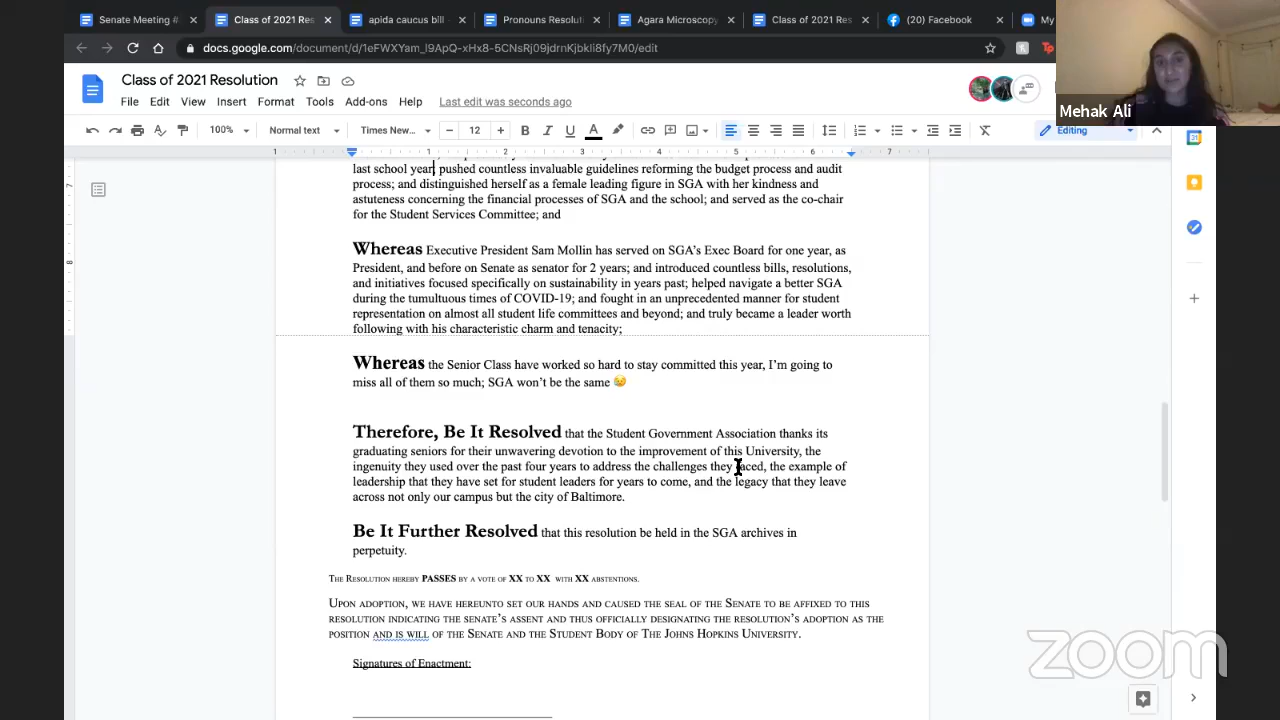 Senate Meeting #
Class of 2021 Res
apida caucus bill -
Pronouns Resolut
Agara Microscopy
Class of 2021 Res
(20) Facebook
My
docs.google.com/document/d/1eFWXYam_l9ApQ-xHx8-5CNsRj09jdrnKjbkli8fy7M0/edit
Class of 2021 Resolution
File Edit View Insert Format Tools Add-ons Help Last edit was seconds ago
Mehak Ali
100% Normal text Times New... 12 Editing
1 1 2 3 4 5 6 7
last school year, pushed countless invaluable guidelines reforming the budget process and audit
process; and distinguished herself as a female leading figure in SGA with her kindness and
astuteness concerning the financial processes of SGA and the school; and served as the co-chair
for the Student Services Committee; and
Whereas Executive President Sam Mollin has served on SGA's Exec Board for one year, as
President, and before on Senate as senator for 2 years; and introduced countless bills, resolutions,
and initiatives focused specifically on sustainability in years past; helped navigate a better SGA
during the tumultuous times of COVID-19; and fought in an unprecedented manner for student
representation on almost all student life committees and beyond; and truly became a leader worth
following with his characteristic charm and tenacity;
Whereas the Senior Class have worked so hard to stay committed this year, I'm going to
miss all of them so much; SGA won't be the same 😢
Therefore, Be It Resolved that the Student Government Association thanks its
graduating seniors for their unwavering devotion to the improvement of this University, the
ingenuity they used over the past four years to address the challenges they faced, the example of
leadership that they have set for student leaders for years to come, and the legacy that they leave
across not only our campus but the city of Baltimore.
Be It Further Resolved that this resolution be held in the SGA archives in
perpetuity.
The Resolution hereby PASSES by a vote of XX to XX with XX abstentions.
Upon adoption, we have hereunto set our hands and caused the seal of the Senate to be affixed to this
resolution indicating the senate's assent and thus officially designating the resolution's adoption as the
position and is will of the Senate and the Student Body of The Johns Hopkins University.
Signatures of Enactment:
zoom